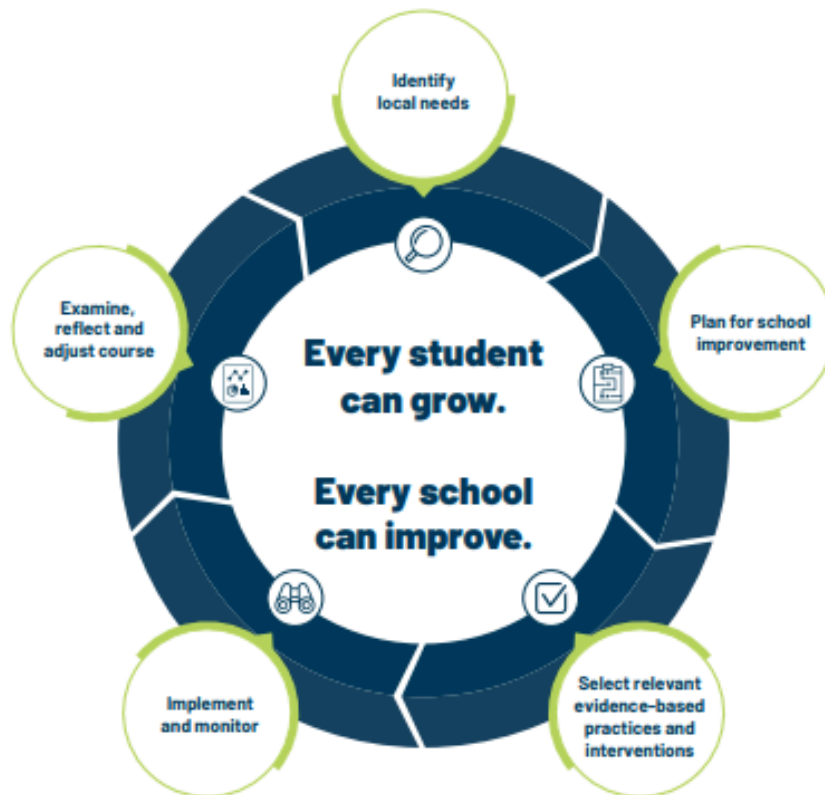 Identify
local needs
Plan for school
improvement
Select relevant
evidence-based
practices and
interventions
Implement
and monitor
Examine,
reflect and
adjust course
Every student
can grow.
Every school
can improve.